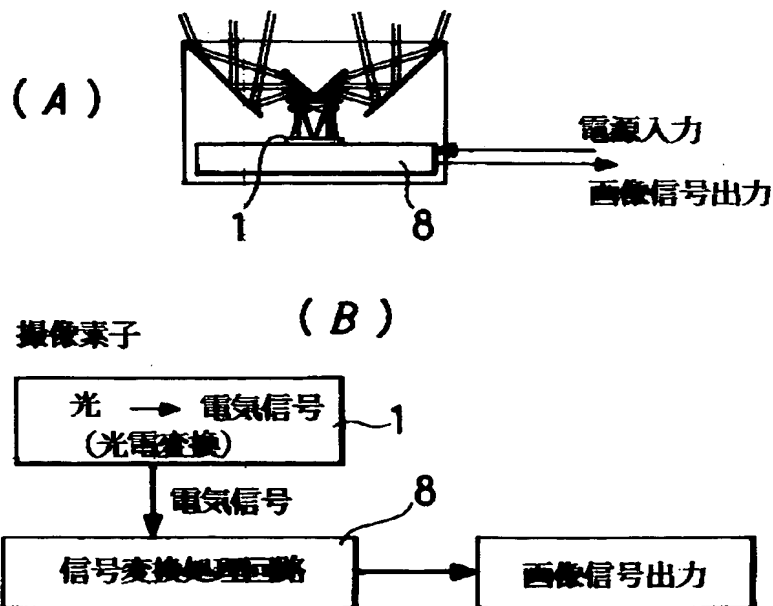 (A)
電源入力
画像信号出力
1
8
(B)
撮像素子
光 → 電気信号
(光電変換)
1
電気信号
8
信号変換処理回路
画像信号出力